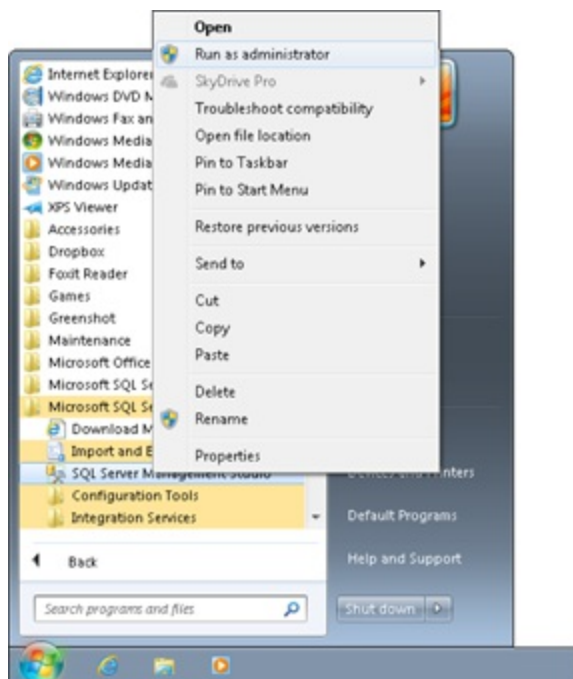 Open
Run as administrator
SkyDrive Pro
Troubleshoot compatibility
Open file location
Pin to Taskbar
Pin to Start Menu
Restore previous versions
Send to
Cut
Copy
Paste
Delete
Rename
Properties
Internet Explorer
Windows DVD M
Windows Fax an
Windows Media
Windows Media
Windows Updat
XPS Viewer
Accessories
Dropbox
Foxit Reader
Games
Greenshot
Maintenance
Microsoft Office
Microsoft SQL Se
Microsoft SQL Se
Download M
Import and E
SQL Server Management Studio
Configuration Tools
Integration Services
Back
Search programs and files
Devices and Printers
Default Programs
Help and Support
Shut down